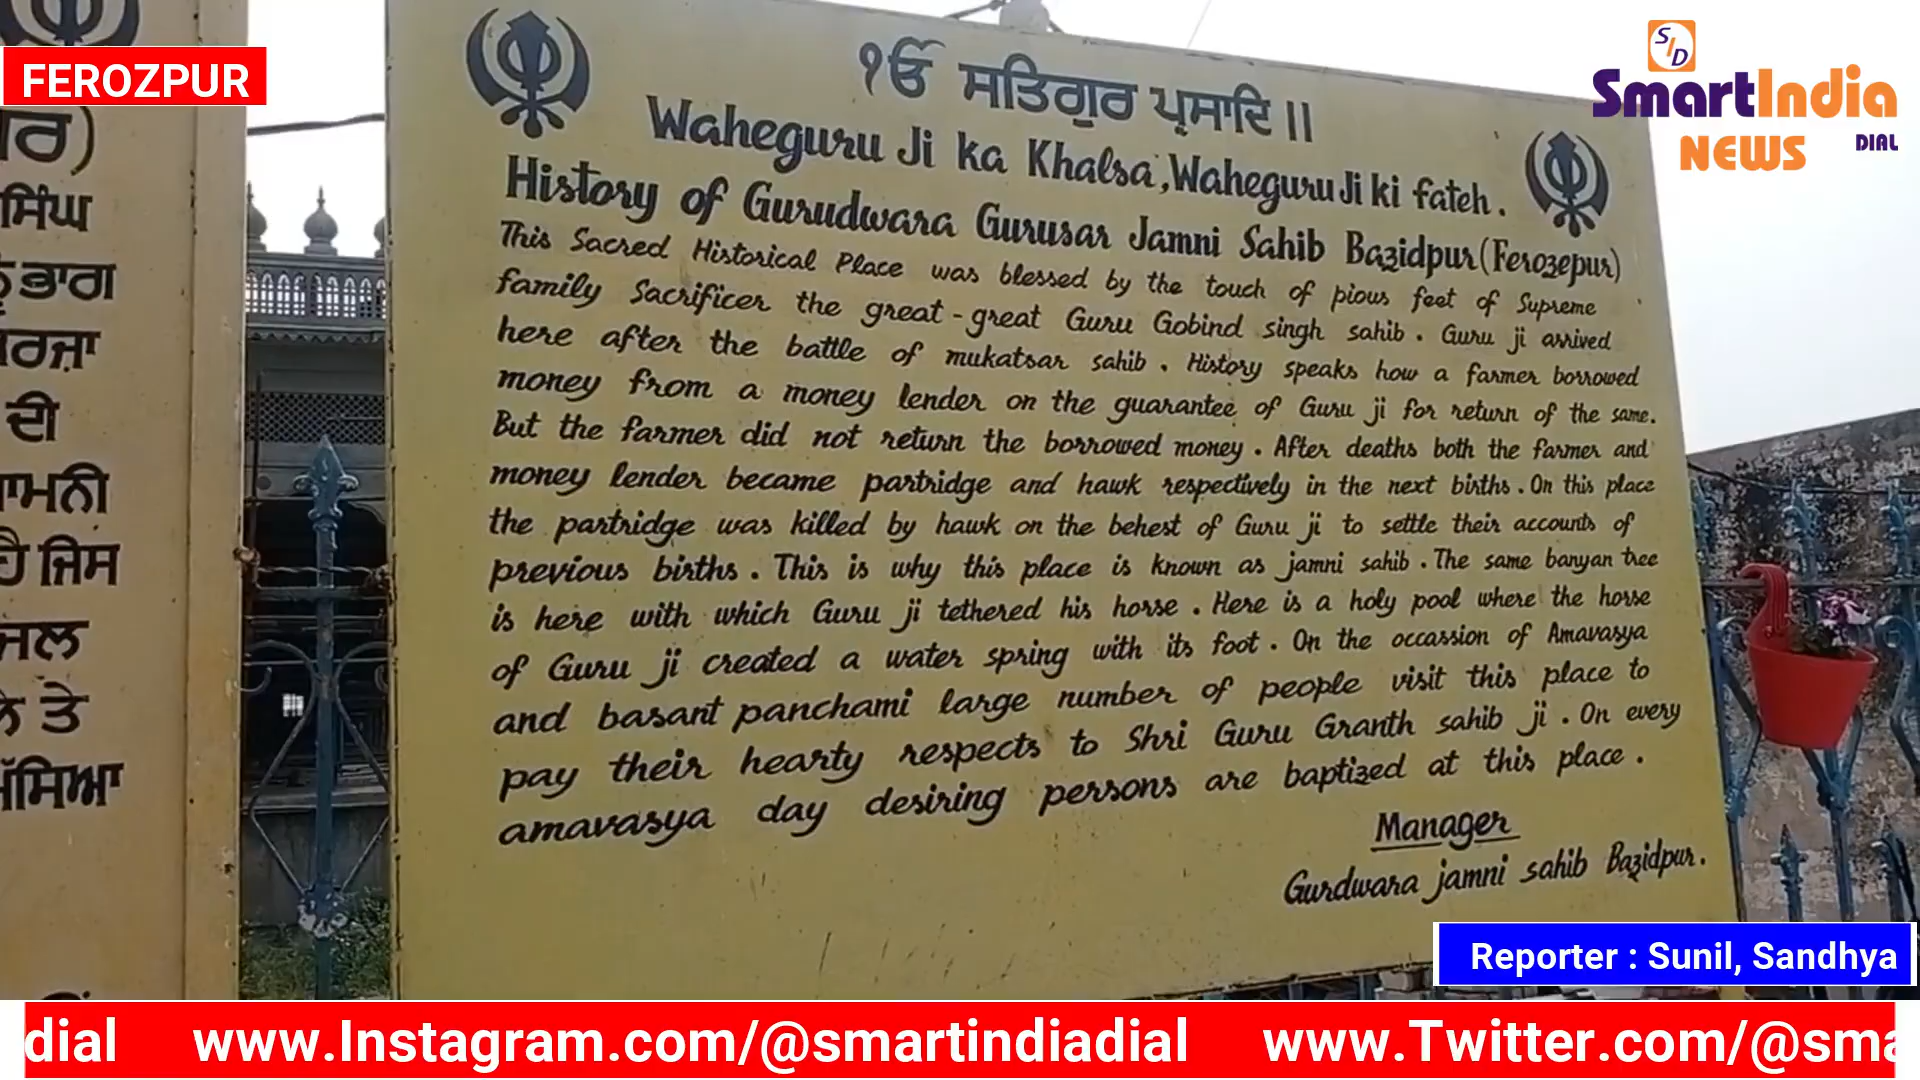 FEROZPUR
SID
SmartIndia
NEWS DIAL
ੴ ਸਤਿਗੁਰ ਪ੍ਰਸਾਦਿ ॥
Waheguru Ji ka Khalsa, Waheguru Ji ki fateh.
History of Gurudwara Gurusar Jamni Sahib Bazidpur (Ferozepur)
This Sacred Historical Place was blessed by the touch of pious feet of Supreme
family Sacrificer the great-great Guru Gobind singh sahib. Guru ji arrived
here after the battle of mukatsar sahib. History speaks how a farmer borrowed
money from a money lender on the guarantee of Guru ji for return of the same.
But the farmer did not return the borrowed money. After deaths both the farmer and
money lender became partridge and hawk respectively in the next births. On this place
the partridge was killed by hawk on the behest of Guru ji to settle their accounts of
previous births. This is why this place is known as jamni sahib. The same banyan tree
is here with which Guru ji tethered his horse. Here is a holy pool where the horse
of Guru ji created a water spring with its foot. On the occassion of Amavasya
and basant panchami large number of people visit this place to
pay their hearty respects to Shri Guru Granth sahib ji. On every
amavasya day desiring persons are baptized at this place.
Manager
Gurdwara jamni sahib Bazidpur.
ਸਿੰਘ
ਭਾਗ
ਦੀ
ਹੈ ਜਿਸ
ਜਲ
ਤੇ
Reporter : Sunil, Sandhya
dial www.Instagram.com/@smartindiadial www.Twitter.com/@sma